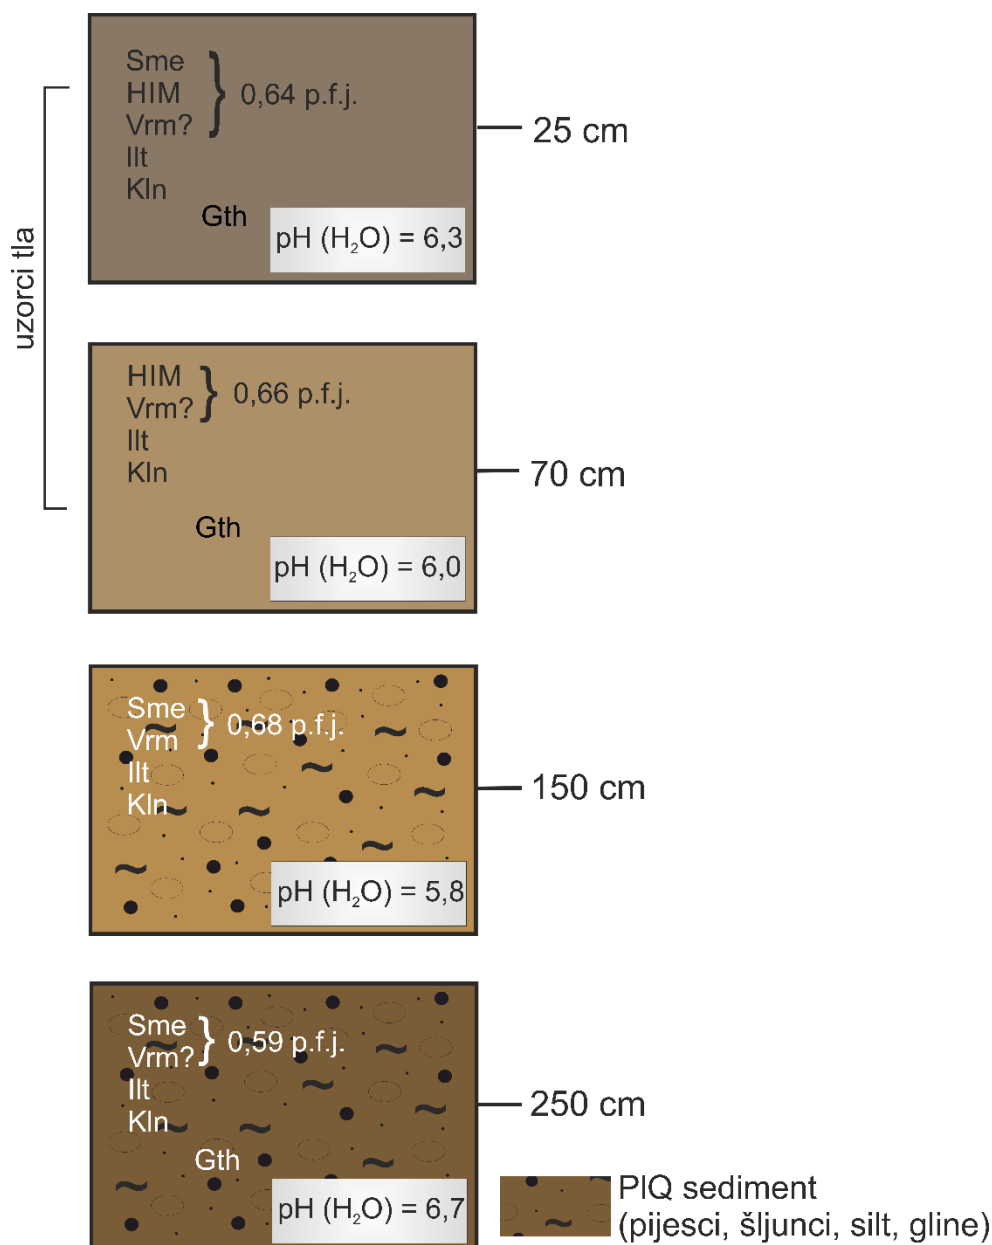 uzorci tla
Sme
HIM
Vrm?
} 0,64 p.f.j.
Ilt
Kln
Gth
pH (H₂O) = 6,3
25 cm
HIM
Vrm?
} 0,66 p.f.j.
Ilt
Kln
Gth
pH (H₂O) = 6,0
70 cm
Sme
Vrm
} 0,68 p.f.j.
Ilt
Kln
pH (H₂O) = 5,8
150 cm
Sme
Vrm?
} 0,59 p.f.j.
Ilt
Kln
Gth
pH (H₂O) = 6,7
250 cm
PlQ sediment
(pijesci, šljunci, silt, gline)